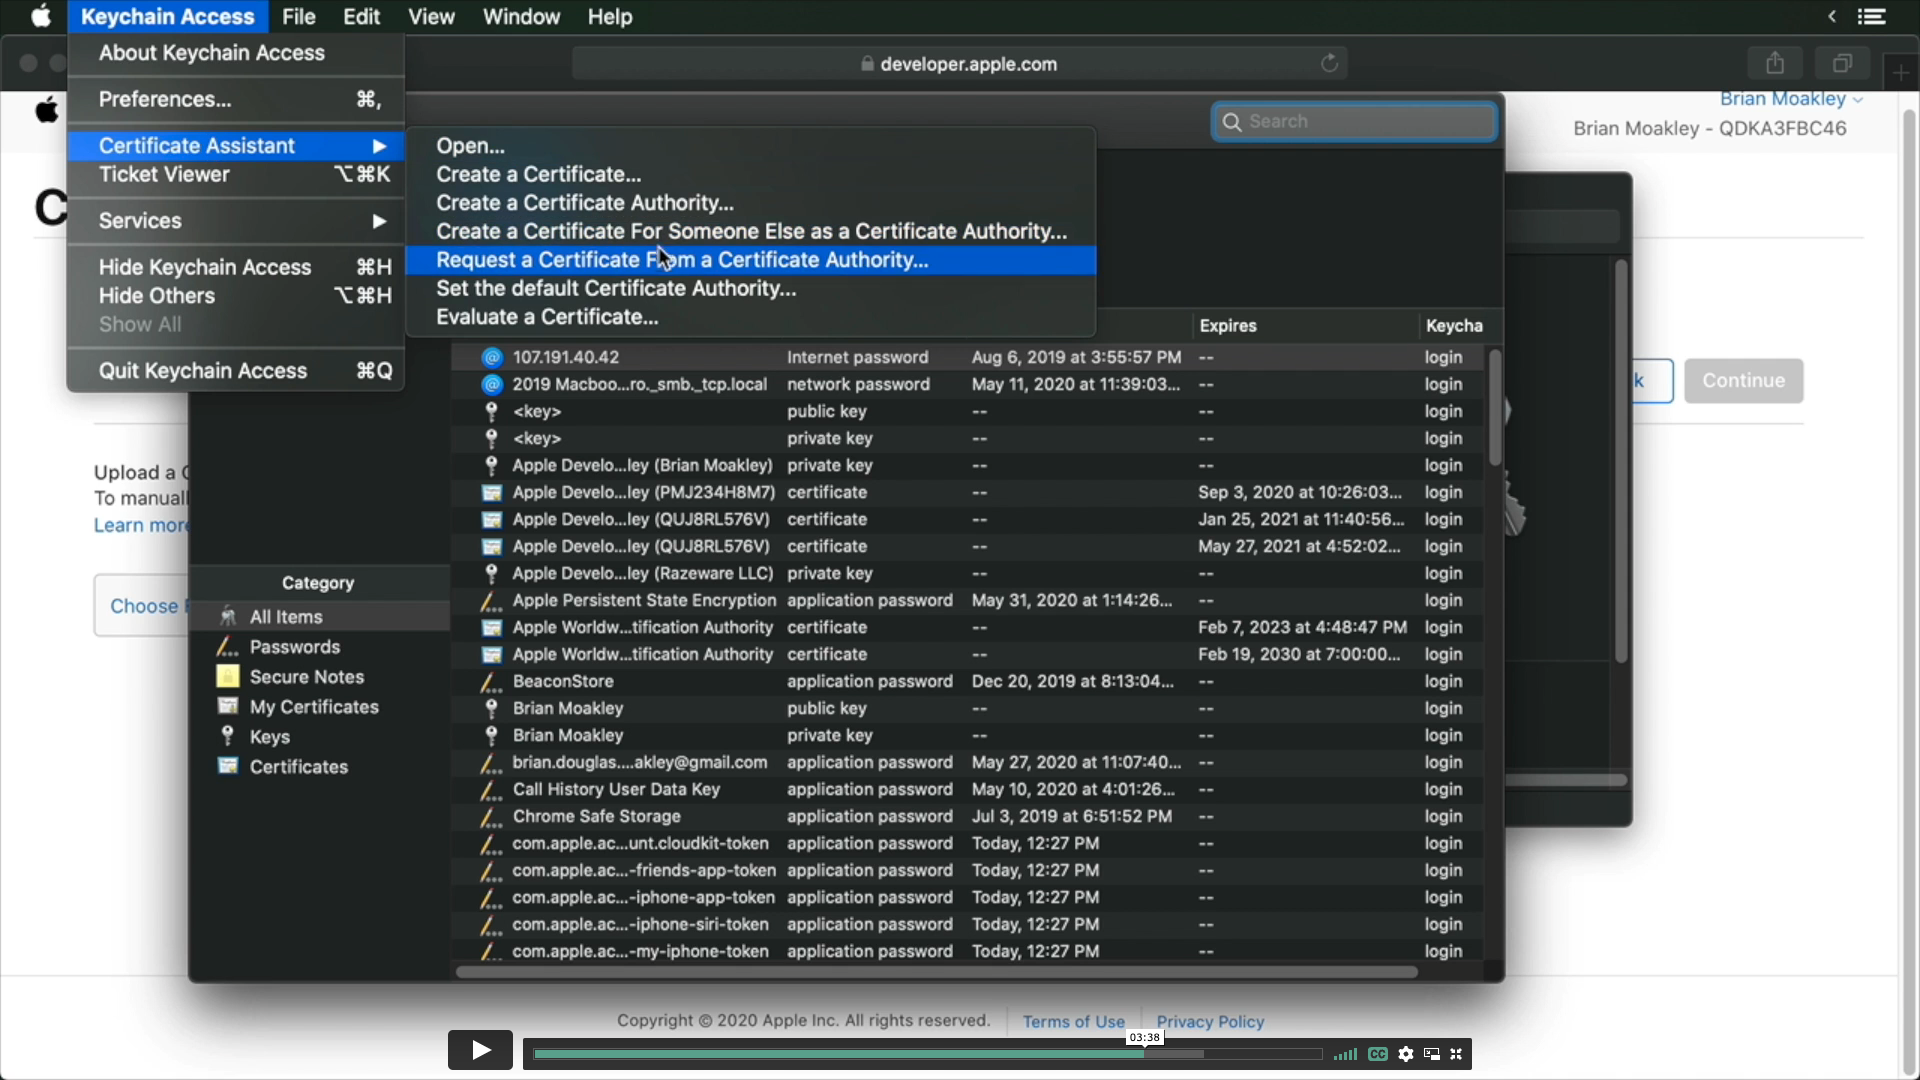 Keychain Access File Edit View Window Help
About Keychain Access
Preferences... ⌘,
Certificate Assistant ▶
Ticket Viewer ⌥⌘K
Services ▶
Hide Keychain Access ⌘H
Hide Others ⌥⌘H
Show All
Quit Keychain Access ⌘Q
Open...
Create a Certificate...
Create a Certificate Authority...
Create a Certificate For Someone Else as a Certificate Authority...
Request a Certificate From a Certificate Authority...
Set the default Certificate Authority...
Evaluate a Certificate...
developer.apple.com
Search
Brian Moakley
Brian Moakley - QDKA3FBC46
C
k Continue
Upload a C
To manuall
Learn more
Choose
Category
All Items
Passwords
Secure Notes
My Certificates
Keys
Certificates
Expires Keycha
107.191.40.42 Internet password Aug 6, 2019 at 3:55:57 PM -- login
2019 Macboo...ro._smb._tcp.local network password May 11, 2020 at 11:39:03... -- login
<key> public key -- -- login
<key> private key -- -- login
Apple Develo...ley (Brian Moakley) private key -- -- login
Apple Develo...ley (PMJ234H8M7) certificate -- Sep 3, 2020 at 10:26:03... login
Apple Develo...ley (QUJ8RL576V) certificate -- Jan 25, 2021 at 11:40:56... login
Apple Develo...ley (QUJ8RL576V) certificate -- May 27, 2021 at 4:52:02... login
Apple Develo...ley (Razeware LLC) private key -- -- login
Apple Persistent State Encryption application password May 31, 2020 at 1:14:26... -- login
Apple Worldw...tification Authority certificate -- Feb 7, 2023 at 4:48:47 PM login
Apple Worldw...tification Authority certificate -- Feb 19, 2030 at 7:00:00... login
BeaconStore application password Dec 20, 2019 at 8:13:04... -- login
Brian Moakley public key -- -- login
Brian Moakley private key -- -- login
brian.douglas....akley@gmail.com application password May 27, 2020 at 11:07:40... -- login
Call History User Data Key application password May 10, 2020 at 4:01:26... -- login
Chrome Safe Storage application password Jul 3, 2019 at 6:51:52 PM -- login
com.apple.ac...unt.cloudkit-token application password Today, 12:27 PM -- login
com.apple.ac...-friends-app-token application password Today, 12:27 PM -- login
com.apple.ac...-iphone-app-token application password Today, 12:27 PM -- login
com.apple.ac...-iphone-siri-token application password Today, 12:27 PM -- login
com.apple.ac...-my-iphone-token application password Today, 12:27 PM -- login
Copyright © 2020 Apple Inc. All rights reserved. Terms of Use Privacy Policy
03:38
CC